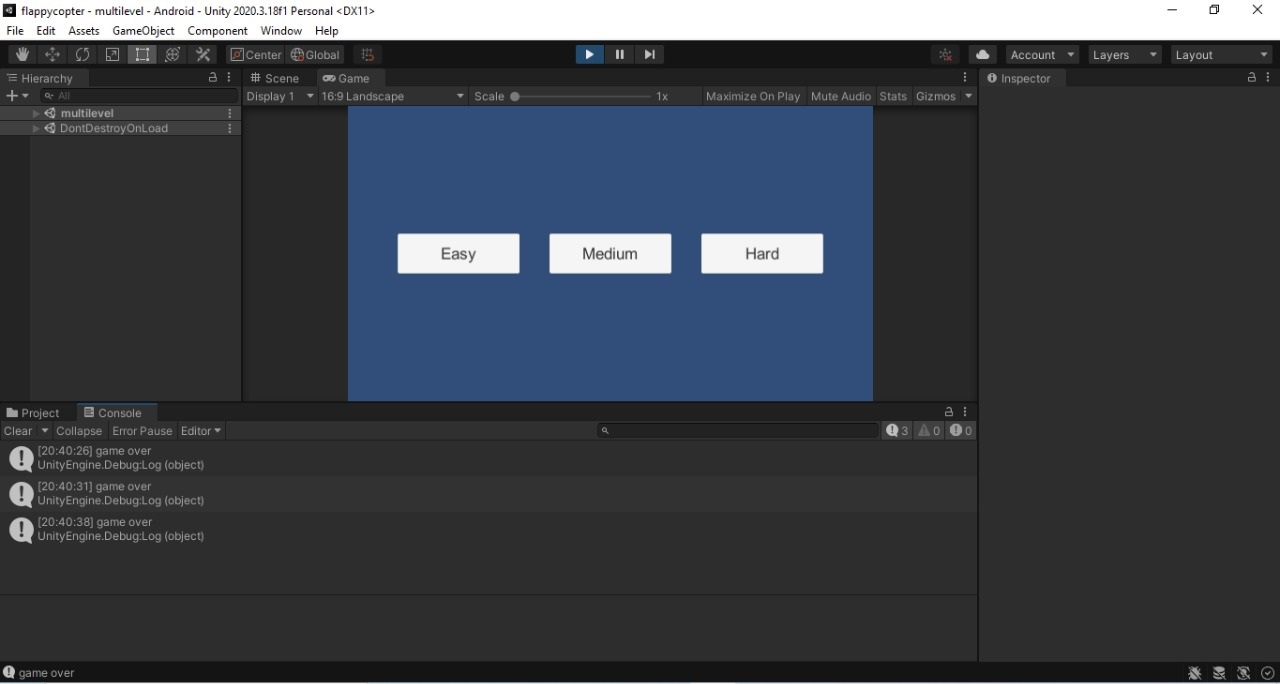 flappycopter - multilevel - Android - Unity 2020.3.18f1 Personal <DX11>
File Edit Assets GameObject Component Window Help
Center Global Account Layers Layout
Hierarchy Scene Game Inspector
All Display 1 16:9 Landscape Scale 1x Maximize On Play Mute Audio Stats Gizmos
multilevel
DontDestroyOnLoad
Easy Medium Hard
Project Console
Clear Collapse Error Pause Editor 3 0 0
[20:40:26] game over
UnityEngine.Debug:Log (object)
[20:40:31] game over
UnityEngine.Debug:Log (object)
[20:40:38] game over
UnityEngine.Debug:Log (object)
game over